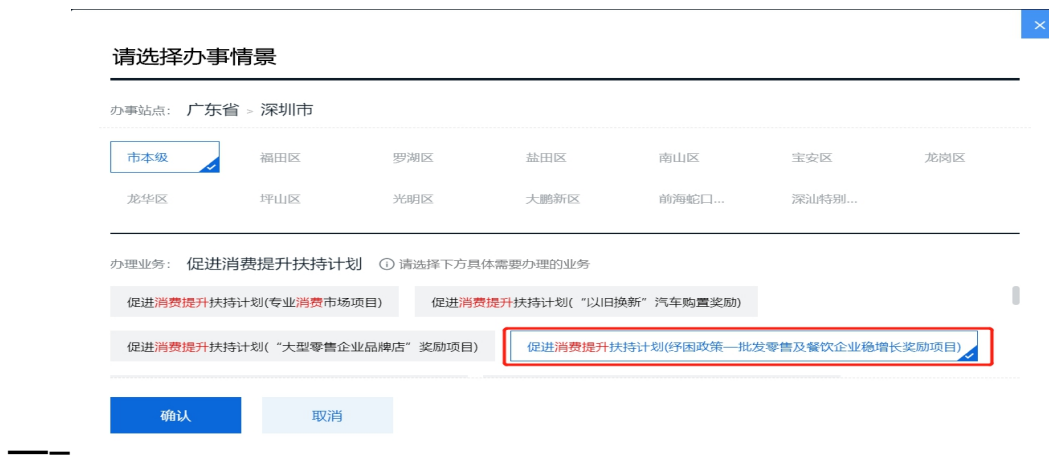 请选择办事情景
办事站点： 广东省 > 深圳市
市本级 福田区 罗湖区 盐田区 南山区 宝安区 龙岗区
龙华区 坪山区 光明区 大鹏新区 前海蛇口... 深汕特别...
办理业务： 促进消费提升扶持计划 请选择下方具体需要办理的业务
促进消费提升扶持计划(专业消费市场项目) 促进消费提升扶持计划(“以旧换新”汽车购置奖励)
促进消费提升扶持计划(“大型零售企业品牌店”奖励项目) 促进消费提升扶持计划(纾困政策—批发零售及餐饮企业稳增长奖励项目)
确认 取消